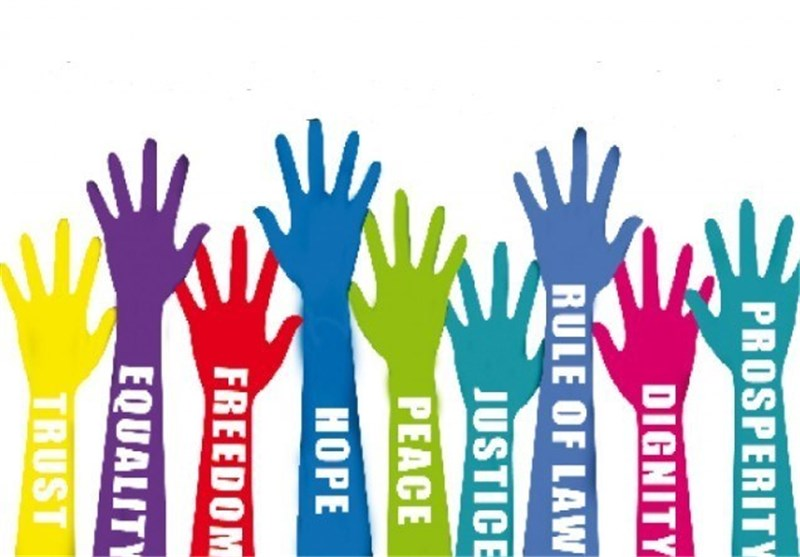 TRUST
EQUALITY
FREEDOM
HOPE
PEACE
JUSTICE
RULE OF LAW
DIGNITY
PROSPERITY